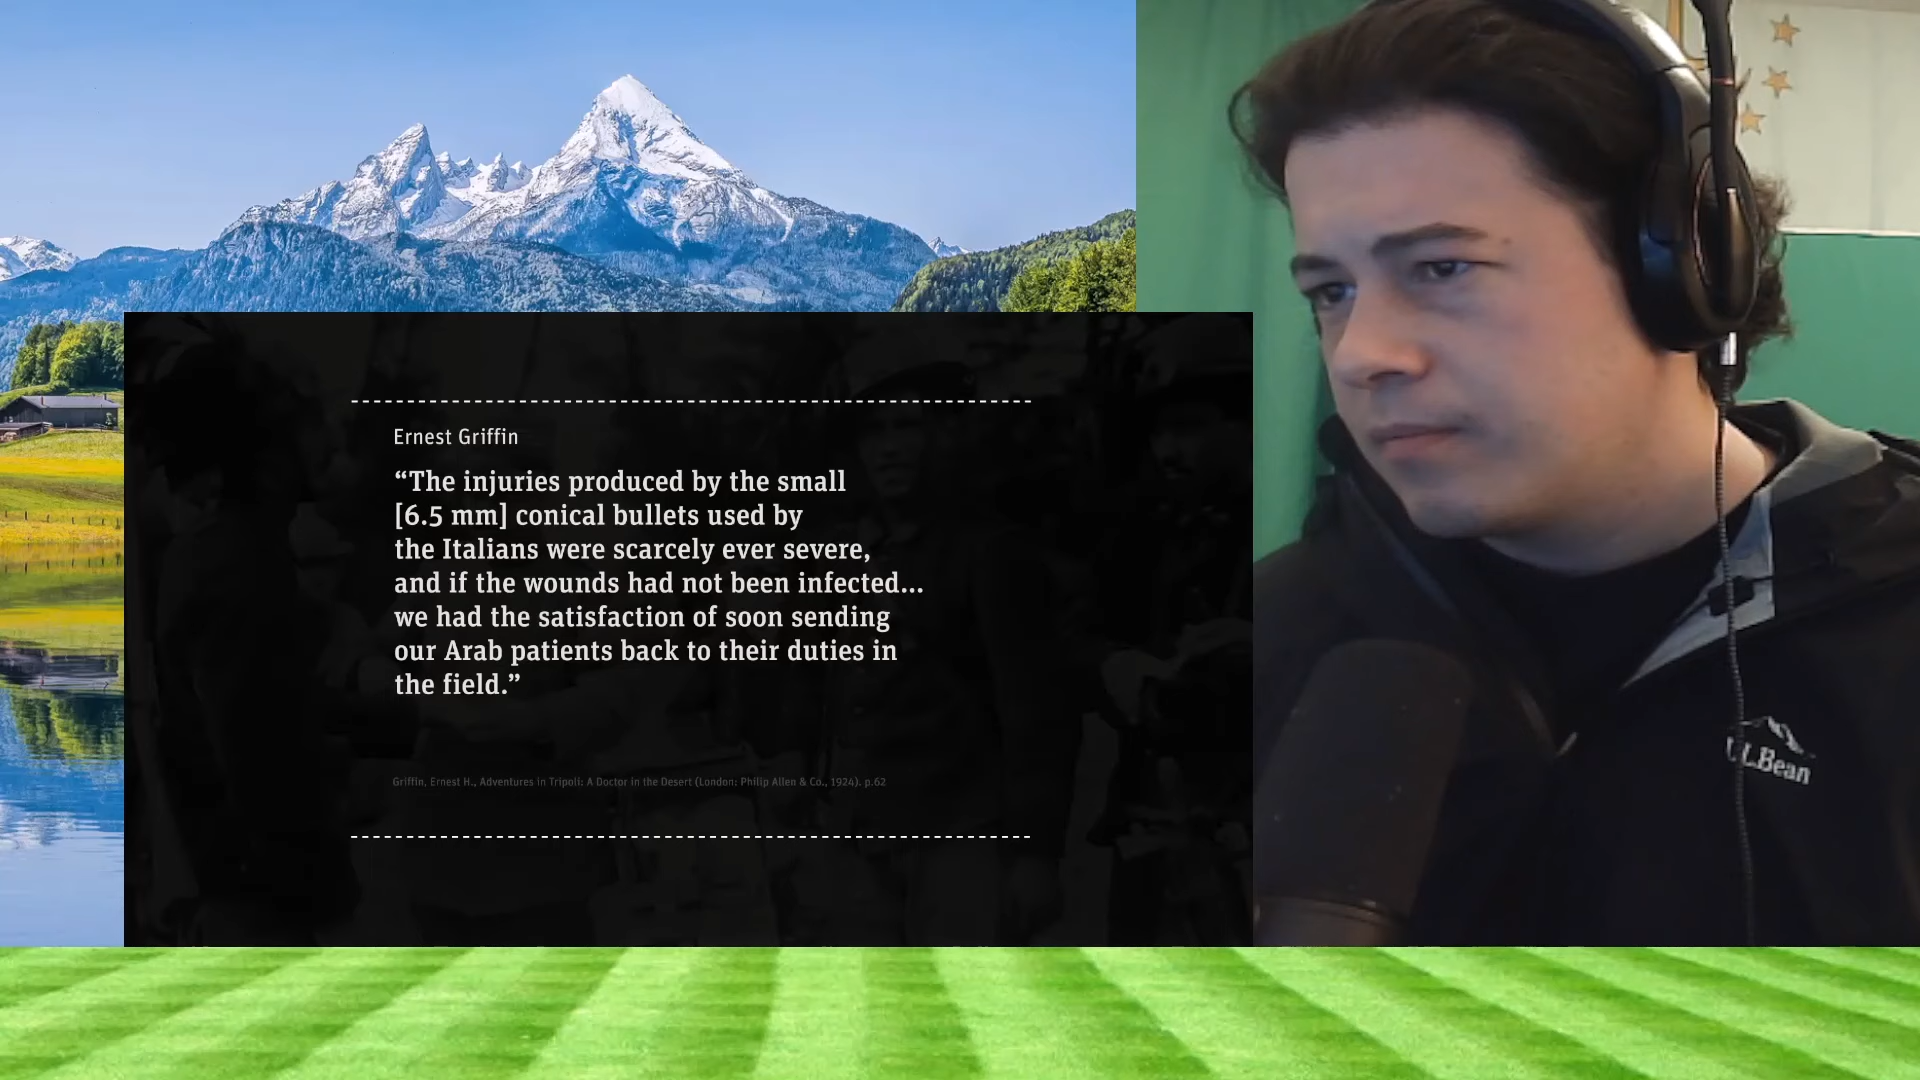 Ernest Griffin
“The injuries produced by the small
[6.5 mm] conical bullets used by
the Italians were scarcely ever severe,
and if the wounds had not been infected...
we had the satisfaction of soon sending
our Arab patients back to their duties in
the field.”
Griffin, Ernest H., Adventures in Tripoli: A Doctor in the Desert (London: Philip Allen & Co., 1924). p.62
L.L.Bean